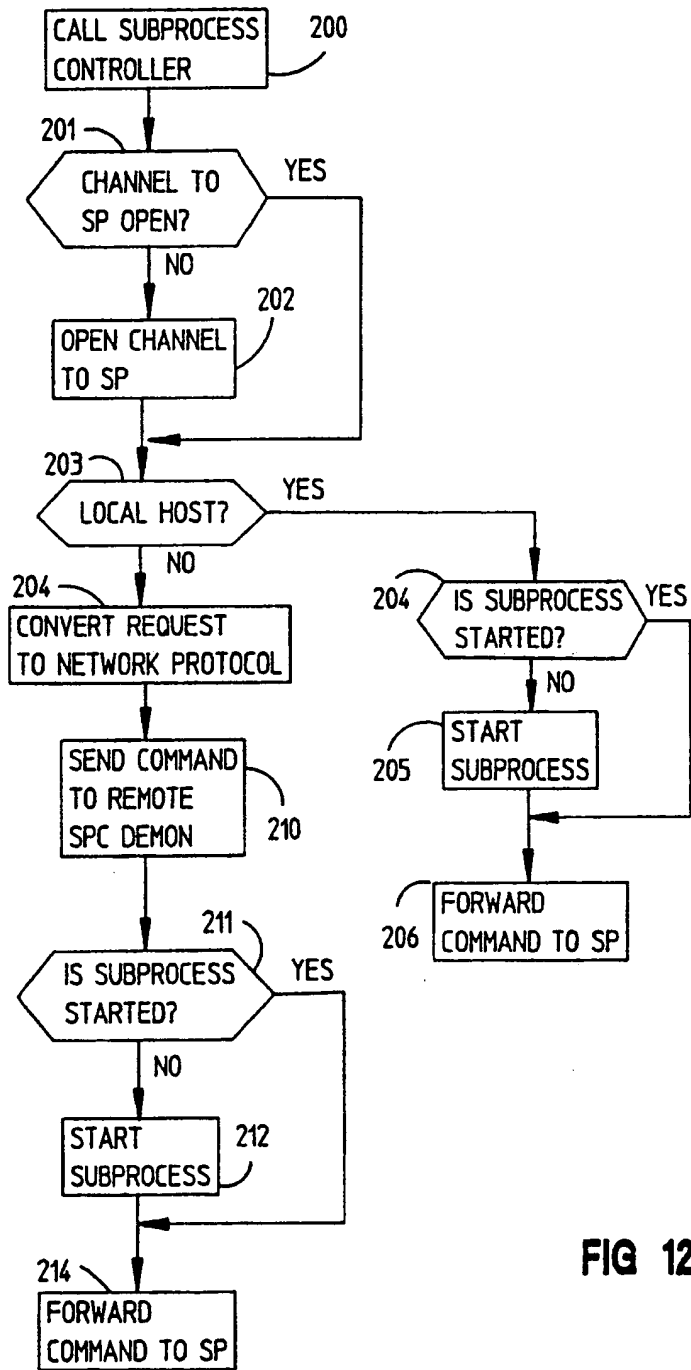 CALL SUBPROCESS
CONTROLLER
200
201
CHANNEL TO
SP OPEN?
YES
NO
202
OPEN CHANNEL
TO SP
203
LOCAL HOST?
YES
NO
204
CONVERT REQUEST
TO NETWORK PROTOCOL
204
IS SUBPROCESS
STARTED?
YES
NO
205
START
SUBPROCESS
206
FORWARD
COMMAND TO SP
SEND COMMAND
TO REMOTE
SPC DEMON
210
211
IS SUBPROCESS
STARTED?
YES
NO
START
SUBPROCESS
212
214
FORWARD
COMMAND TO SP
FIG 12